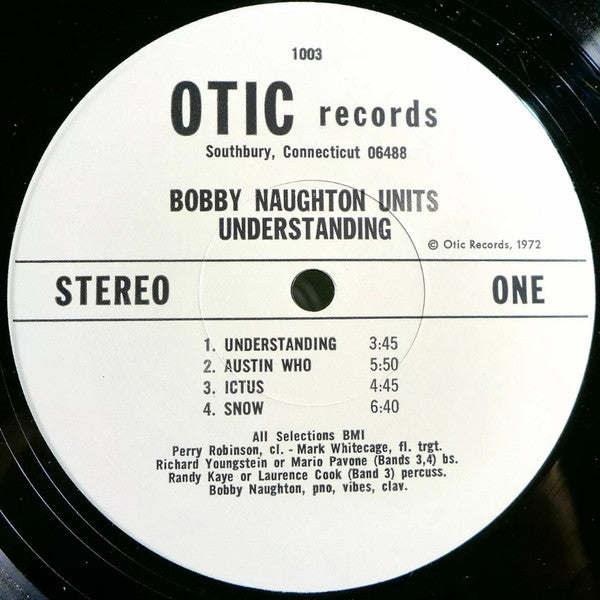 1003
OTIC records
Southbury, Connecticut 06488
BOBBY NAUGHTON UNITS
UNDERSTANDING
© Otic Records, 1972
STEREO ONE
1. UNDERSTANDING 3:45
2. AUSTIN WHO 5:50
3. ICTUS 4:45
4. SNOW 6:40
All Selections BMI
Perry Robinson, cl. - Mark Whitecage, fl. trgt.
Richard Youngstein or Mario Pavone (Bands 3,4) bs.
Randy Kaye or Laurence Cook (Band 3) percuss.
Bobby Naughton, pno, vibes, clav.